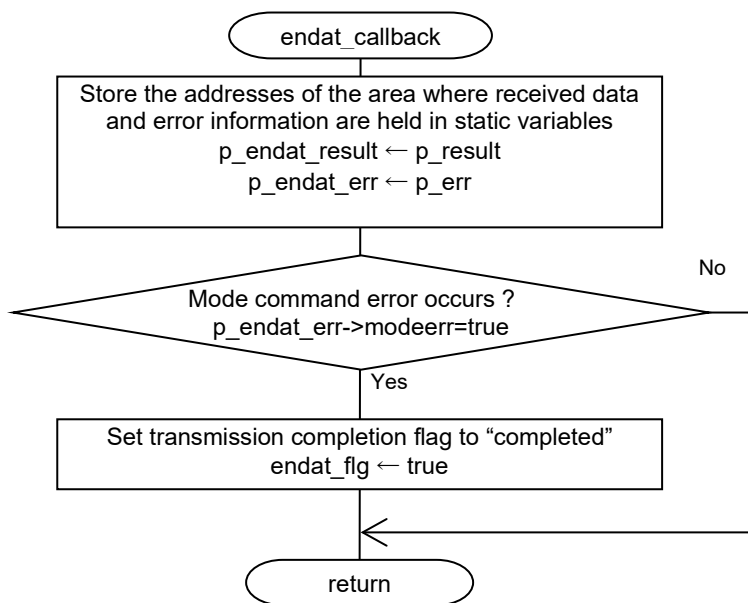 endat_callback
Store the addresses of the area where received data
and error information are held in static variables
p_endat_result ← p_result
p_endat_err ← p_err
No
Mode command error occurs ?
p_endat_err->modeerr=true
Yes
Set transmission completion flag to “completed”
endat_flg ← true
return